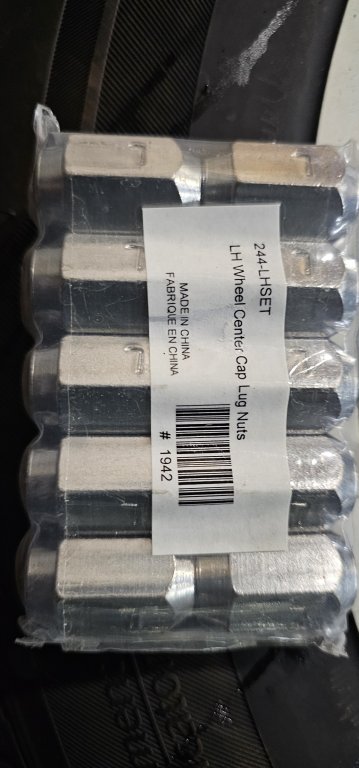 244-LHSET
LH Wheel Center Cap Lug Nuts
MADE IN CHINA
FABRIQUE EN CHINA
# 1942
L
L
L